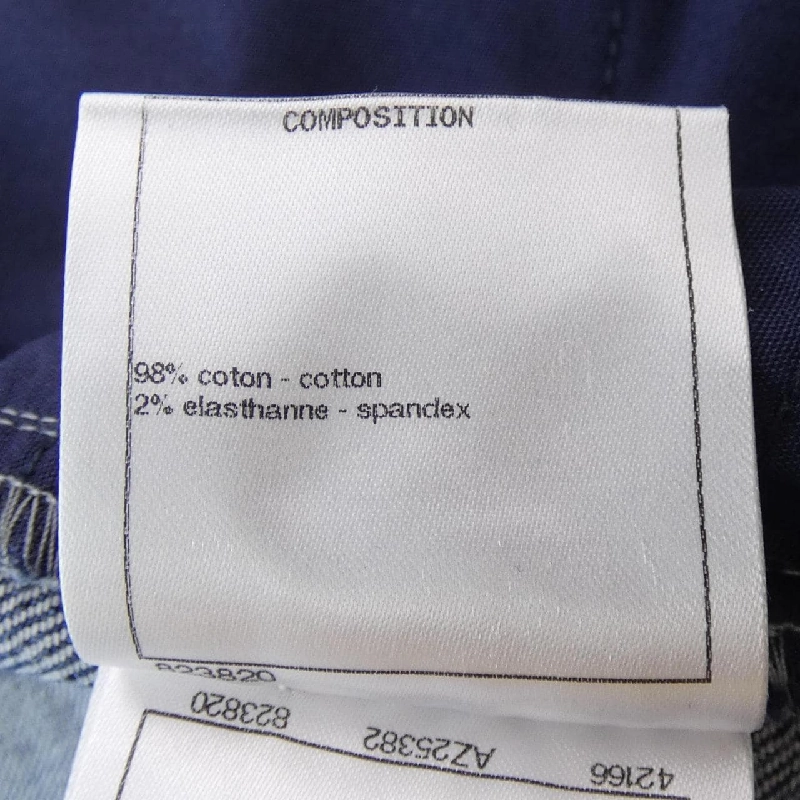 COMPOSITION
98% coton - cotton
2% elasthanne - spandex
823820
42166 AZ25382 823820